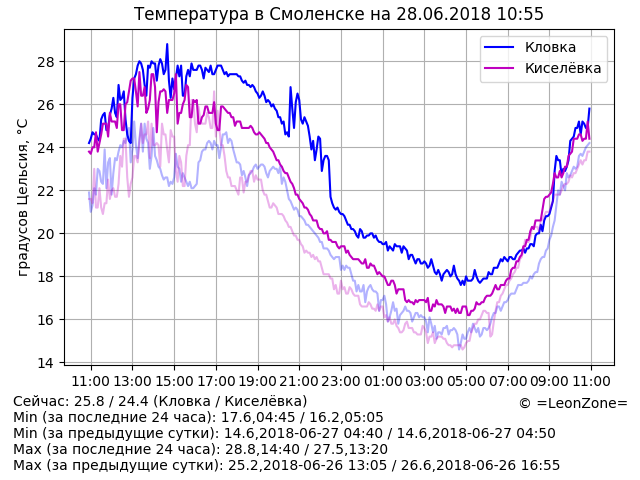 Температура в Смоленске на 28.06.2018 10:55
Кловка
Киселёвка
градусов Цельсия, °C
28
26
24
22
20
18
16
14
11:00 13:00 15:00 17:00 19:00 21:00 23:00 01:00 03:00 05:00 07:00 09:00 11:00
Сейчас: 25.8 / 24.4 (Кловка / Киселёвка)
© =LeonZone=
Min (за последние 24 часа): 17.6,04:45 / 16.2,05:05
Min (за предыдущие сутки): 14.6,2018-06-27 04:40 / 14.6,2018-06-27 04:50
Max (за последние 24 часа): 28.8,14:40 / 27.5,13:20
Max (за предыдущие сутки): 25.2,2018-06-26 13:05 / 26.6,2018-06-26 16:55